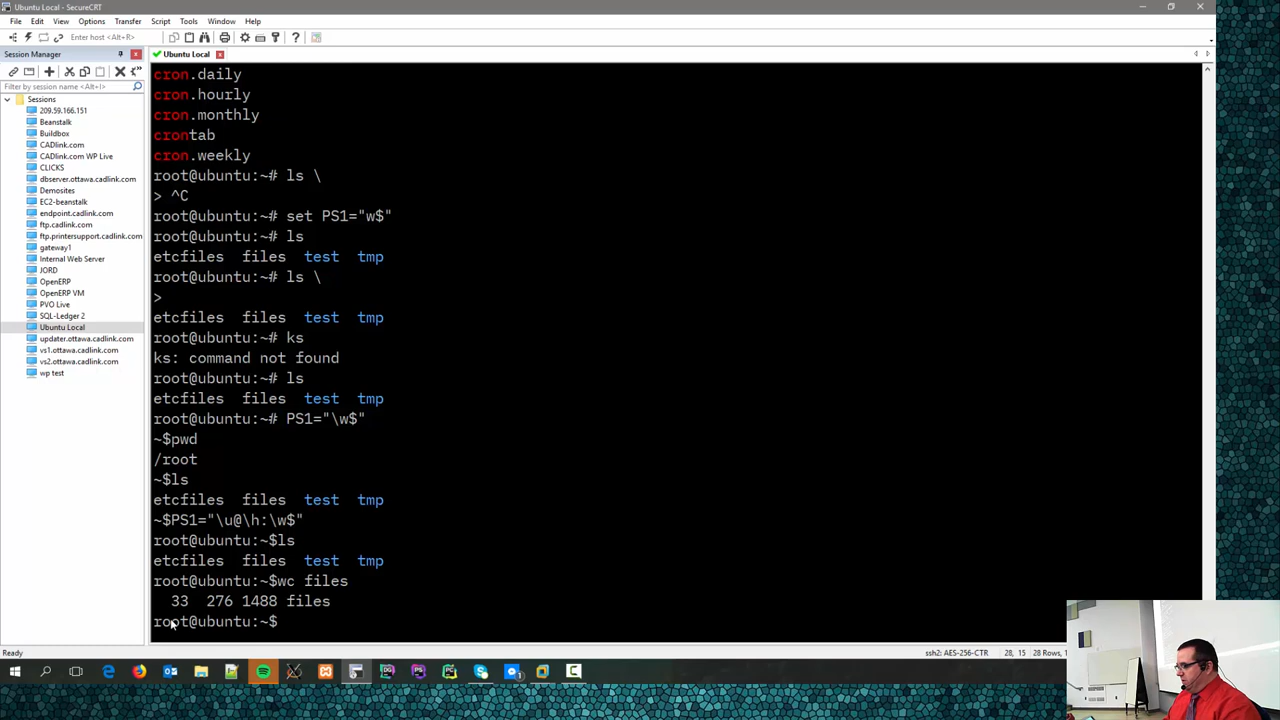 Ubuntu Local - SecureCRT
File Edit View Options Transfer Script Tools Window Help
Enter host <Alt+R>
Session Manager
Ubuntu Local
Filter by session name <Alt+I>
Sessions
209.59.166.151
Beanstalk
Buildbox
CADlink.com
CADlink.com WP Live
CLICKS
dbserver.ottawa.cadlink.com
Demosites
EC2-beanstalk
endpoint.cadlink.com
ftp.cadlink.com
ftp.printersupport.cadlink.com
gateway1
Internal Web Server
JORD
OpenERP
OpenERP VM
PVO Live
SQL-Ledger 2
Ubuntu Local
updater.ottawa.cadlink.com
vs1.ottawa.cadlink.com
vs2.ottawa.cadlink.com
wp test
cron.daily
cron.hourly
cron.monthly
crontab
cron.weekly
root@ubuntu:~# ls \
> ^C
root@ubuntu:~# set PS1="w$"
root@ubuntu:~# ls
etcfiles files test tmp
root@ubuntu:~# ls \
>
etcfiles files test tmp
root@ubuntu:~# ks
ks: command not found
root@ubuntu:~# ls
etcfiles files test tmp
root@ubuntu:~# PS1="\w$"
~$pwd
/root
~$ls
etcfiles files test tmp
~$PS1="\u@\h:\w$"
root@ubuntu:~$ls
etcfiles files test tmp
root@ubuntu:~$wc files
33 276 1488 files
root@ubuntu:~$
Ready
ssh2: AES-256-CTR
28, 15
28 Rows,